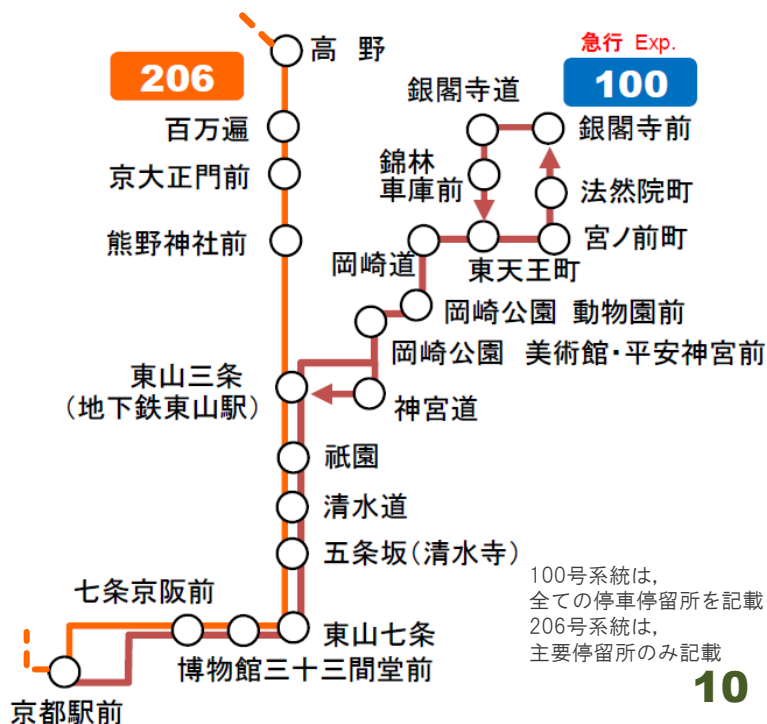 高 野
206
急行 Exp.
100
銀閣寺道
百万遍
銀閣寺前
京大正門前
錦林
車庫前
法然院町
熊野神社前
岡崎道
東天王町
宮ノ前町
岡崎公園 動物園前
岡崎公園 美術館・平安神宮前
東山三条
(地下鉄東山駅)
神宮道
祇園
清水道
五条坂(清水寺)
七条京阪前
東山七条
博物館三十三間堂前
京都駅前
100号系統は,
全ての停車停留所を記載
206号系統は,
主要停留所のみ記載
10